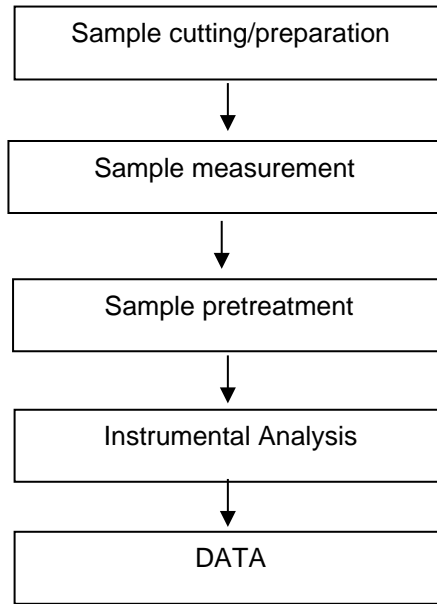 Sample cutting/preparation
Sample measurement
Sample pretreatment
Instrumental Analysis
DATA